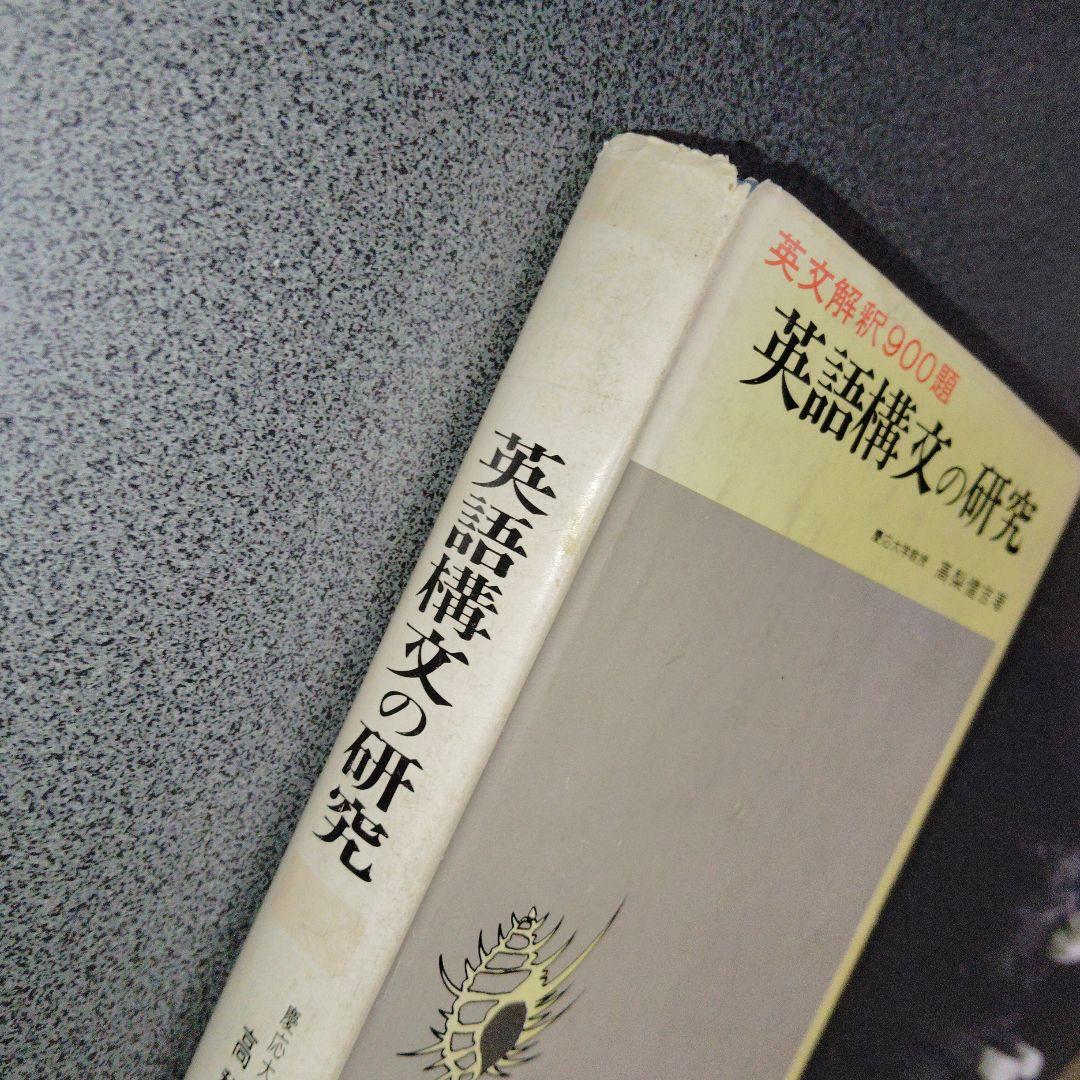 英語構文の研究
慶応大
高
英文解釈900題
英語構文の研究
慶応大学教授 高梨健吉著